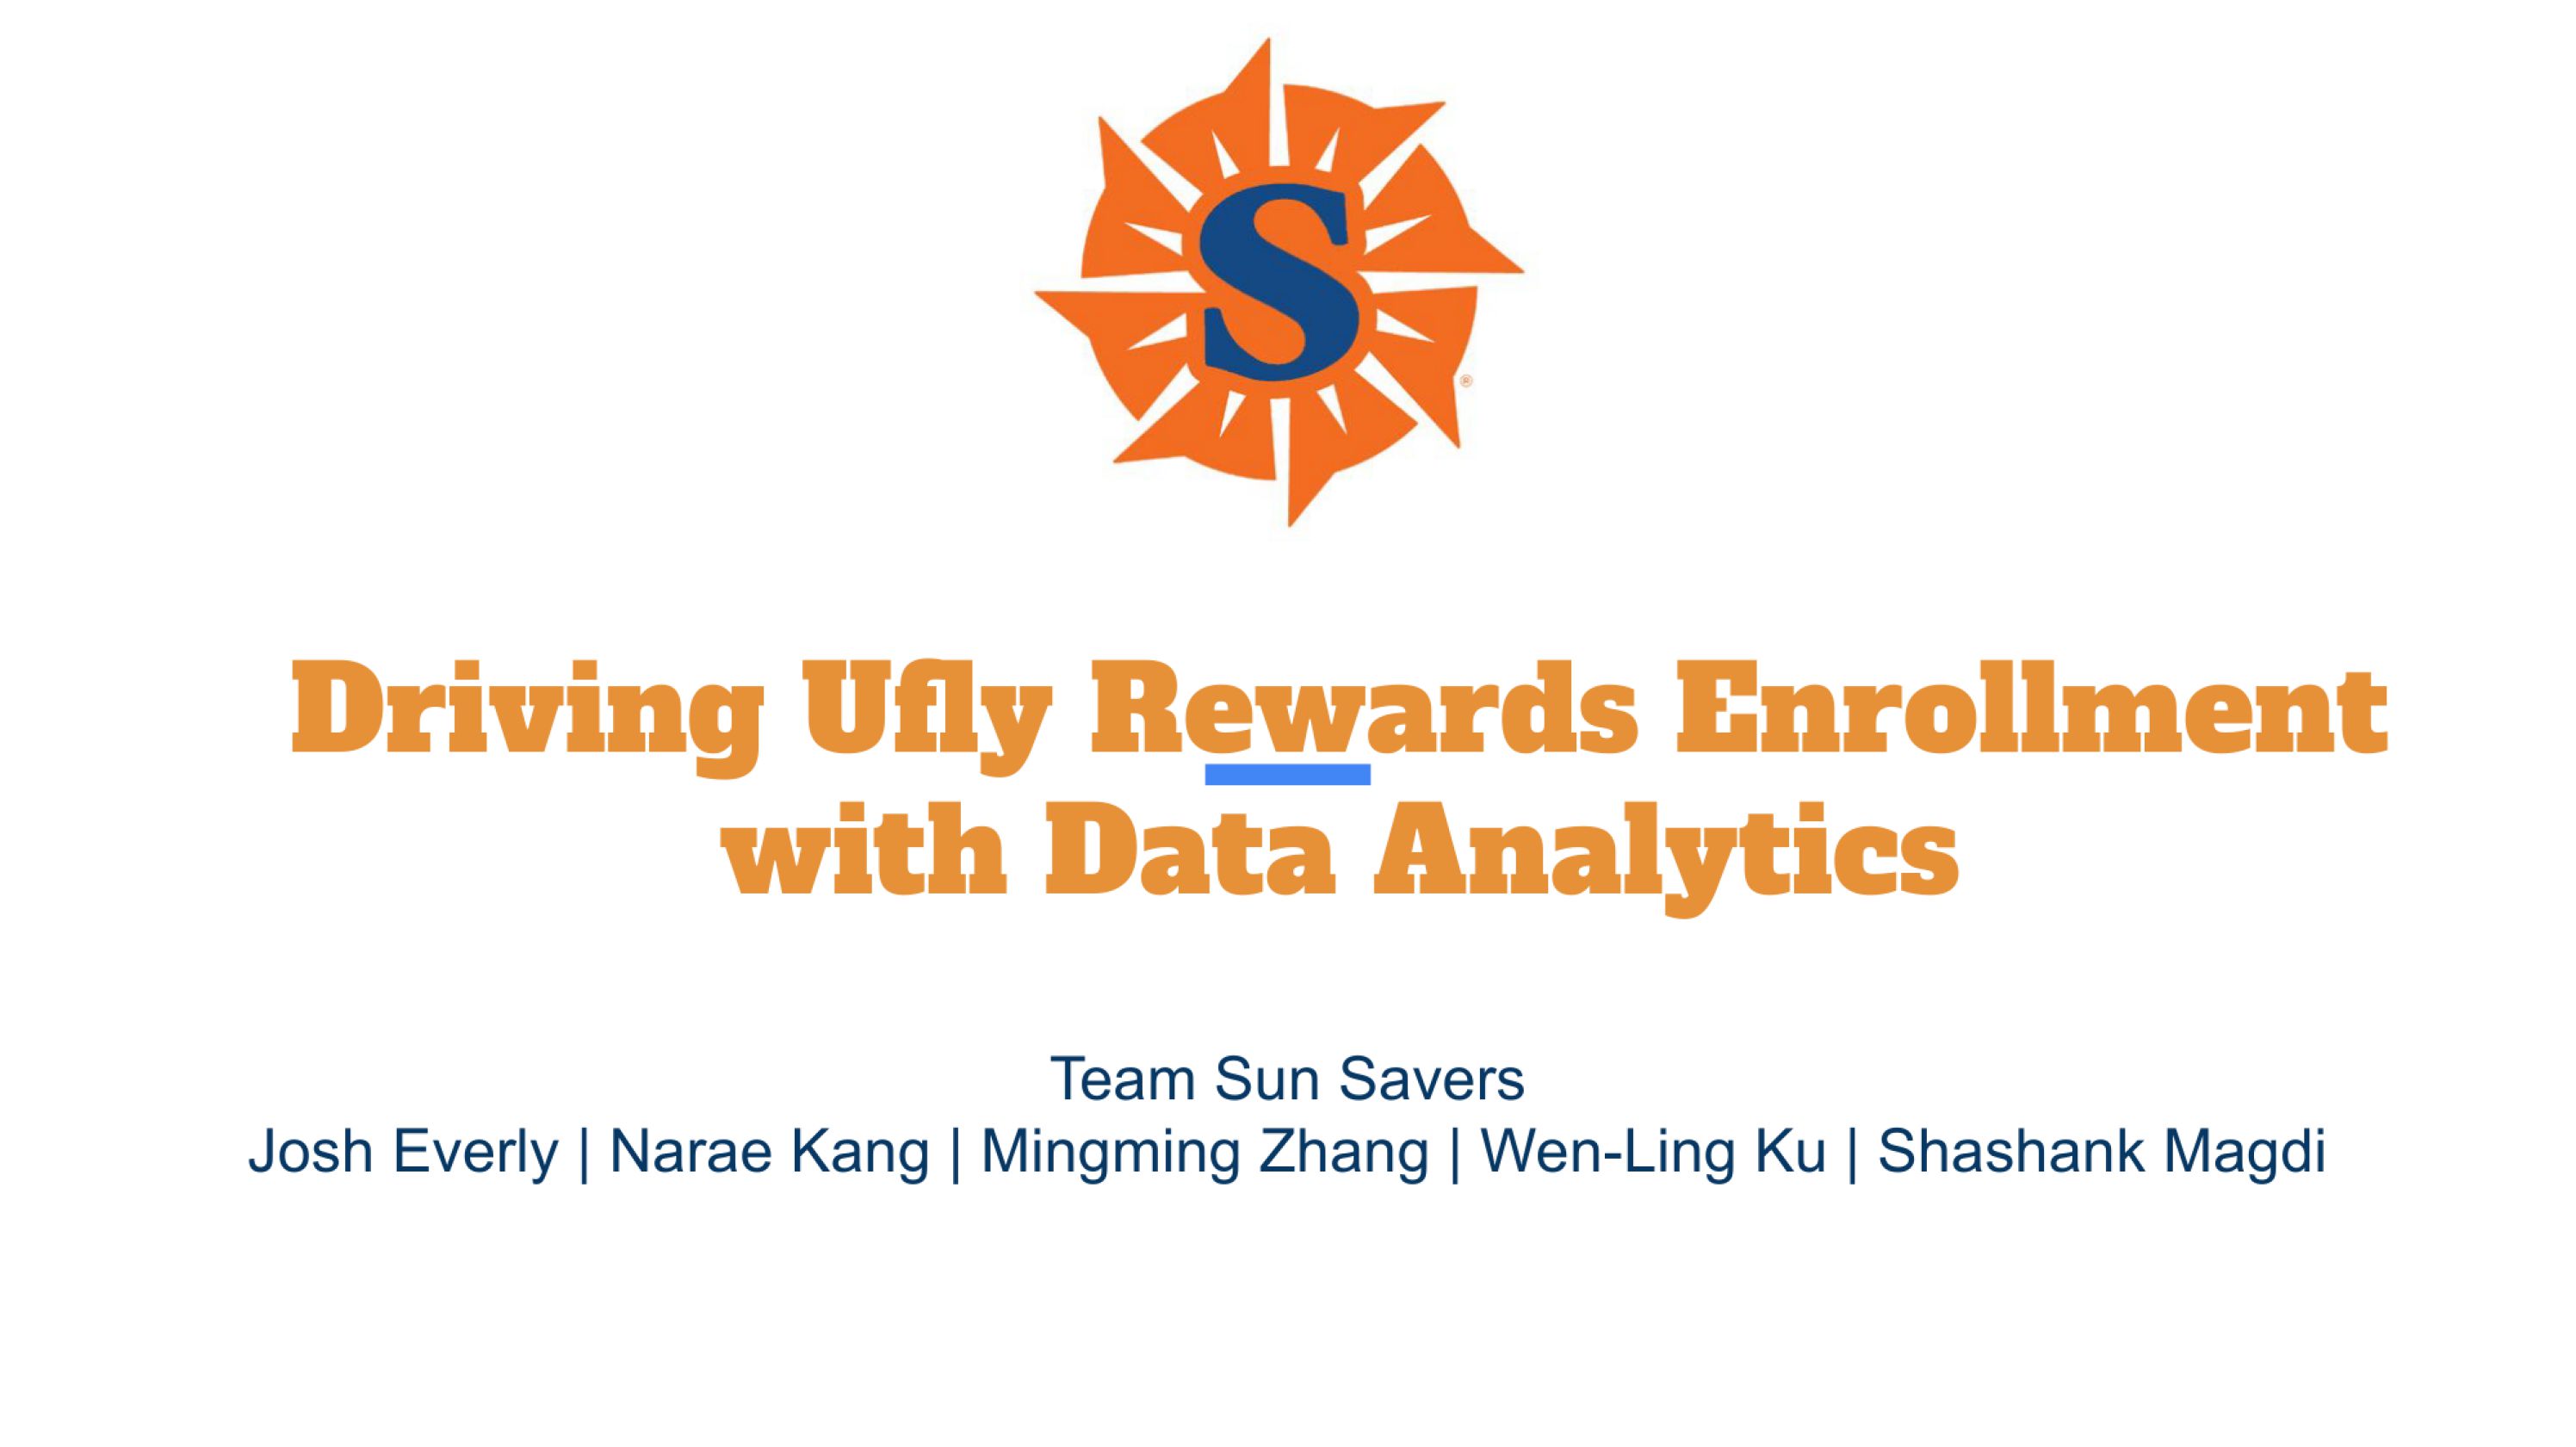 S
®
Driving Ufly Rewards Enrollment
with Data Analytics
Team Sun Savers
Josh Everly | Narae Kang | Mingming Zhang | Wen-Ling Ku | Shashank Magdi